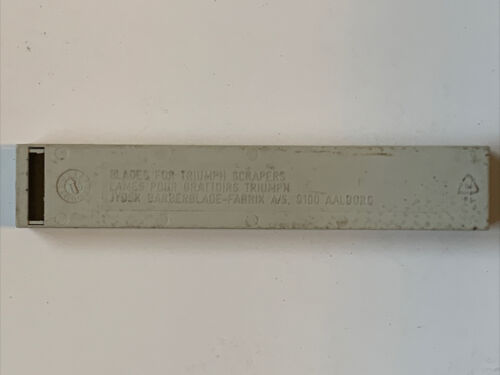 BLADES FOR TRIUMPH SCRAPERS
LAMES POUR GRATTOIRS TRIUMPH
JYDSK BARBERBLADE-FABRIK A/S, 9100 AALBORG